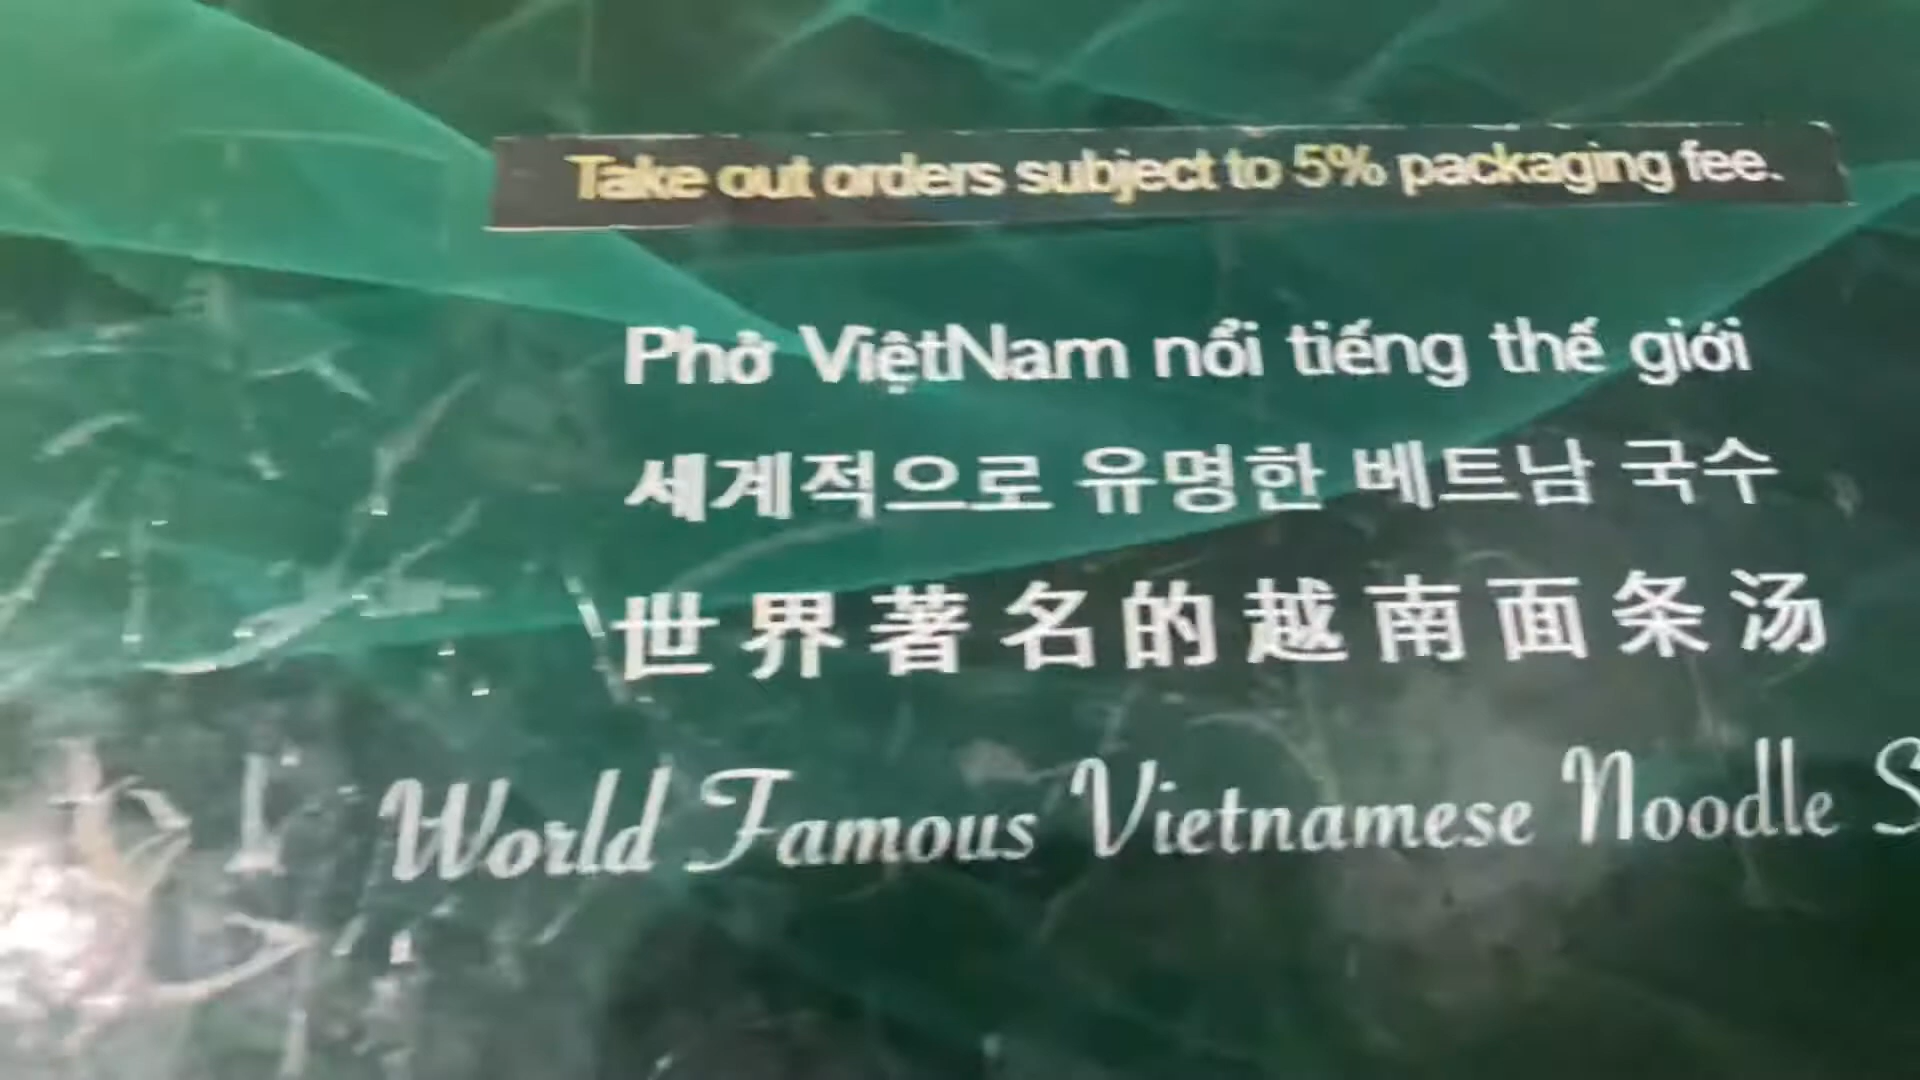 Take out orders subject to 5% packaging fee.
Phở ViệtNam nổi tiếng thế giới
세계적으로 유명한 베트남 국수
世界著名的越南面条汤
World Famous Vietnamese Noodle S